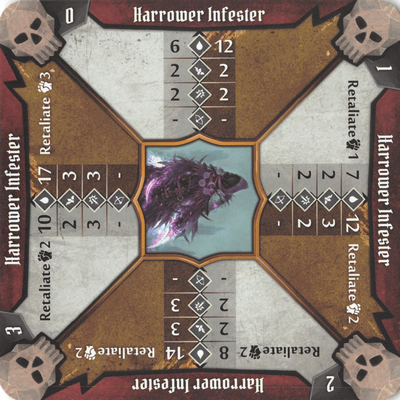 0
Harrower Infester
6 12
2 2
2 2
- -
1
Harrower Infester
Retaliate 1
7 12
2 3
2 2
- -
Retaliate 2
2
Harrower Infester
Retaliate 2
8 14
2 3
2 3
- -
Retaliate 2
3
Harrower Infester
Retaliate 2
10 17
2 3
3 3
- -
Retaliate 3